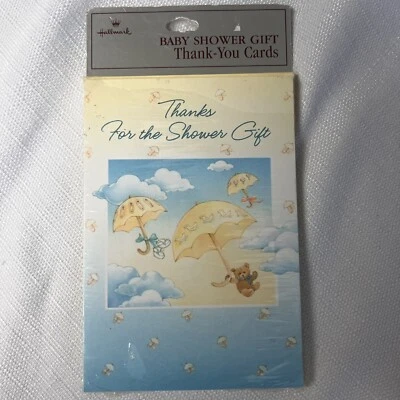 Hallmark
BABY SHOWER GIFT
Thank-You Cards
Thanks
For the Shower Gift